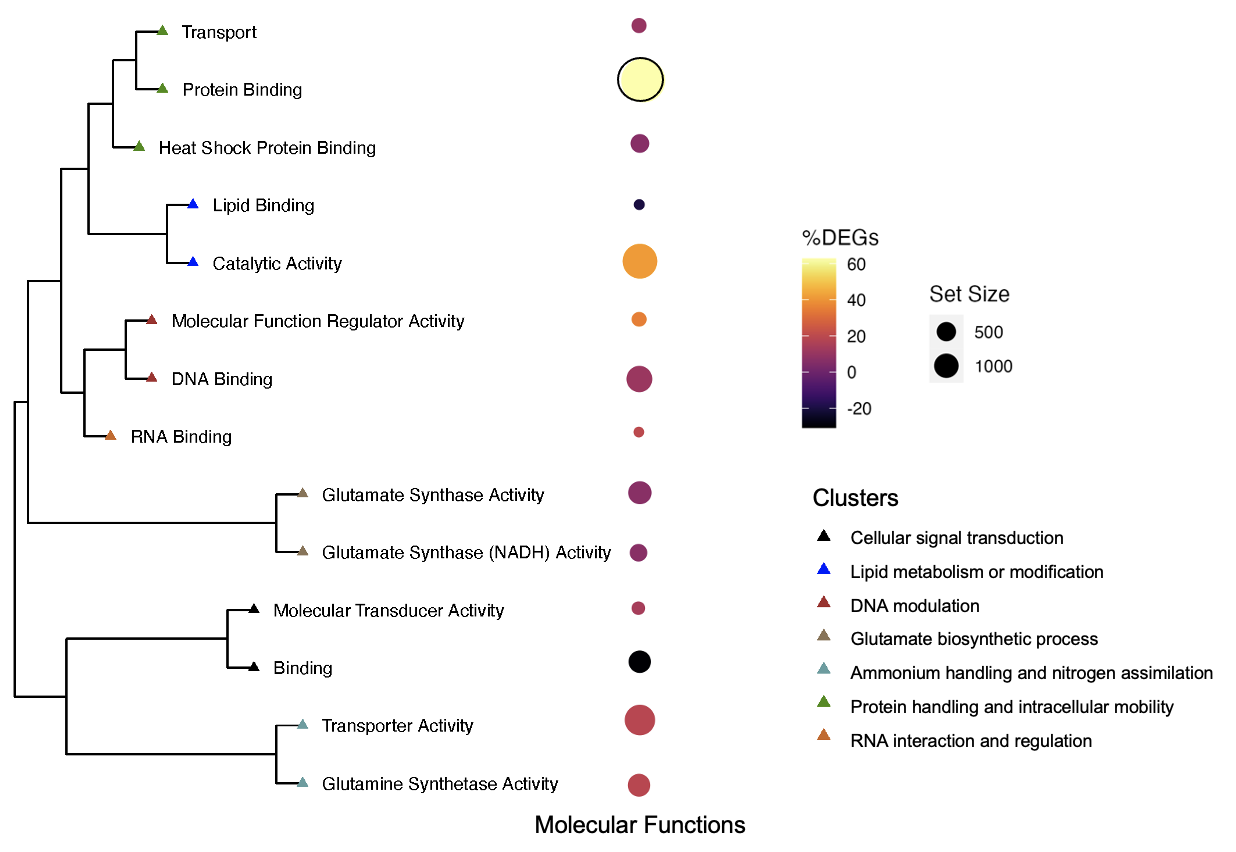 Transport
Protein Binding
Heat Shock Protein Binding
Lipid Binding
Catalytic Activity
Molecular Function Regulator Activity
DNA Binding
RNA Binding
Glutamate Synthase Activity
Glutamate Synthase (NADH) Activity
Molecular Transducer Activity
Binding
Transporter Activity
Glutamine Synthetase Activity
Molecular Functions
%DEGs
60
40
20
0
-20
Set Size
500
1000
Clusters
Cellular signal transduction
Lipid metabolism or modification
DNA modulation
Glutamate biosynthetic process
Ammonium handling and nitrogen assimilation
Protein handling and intracellular mobility
RNA interaction and regulation